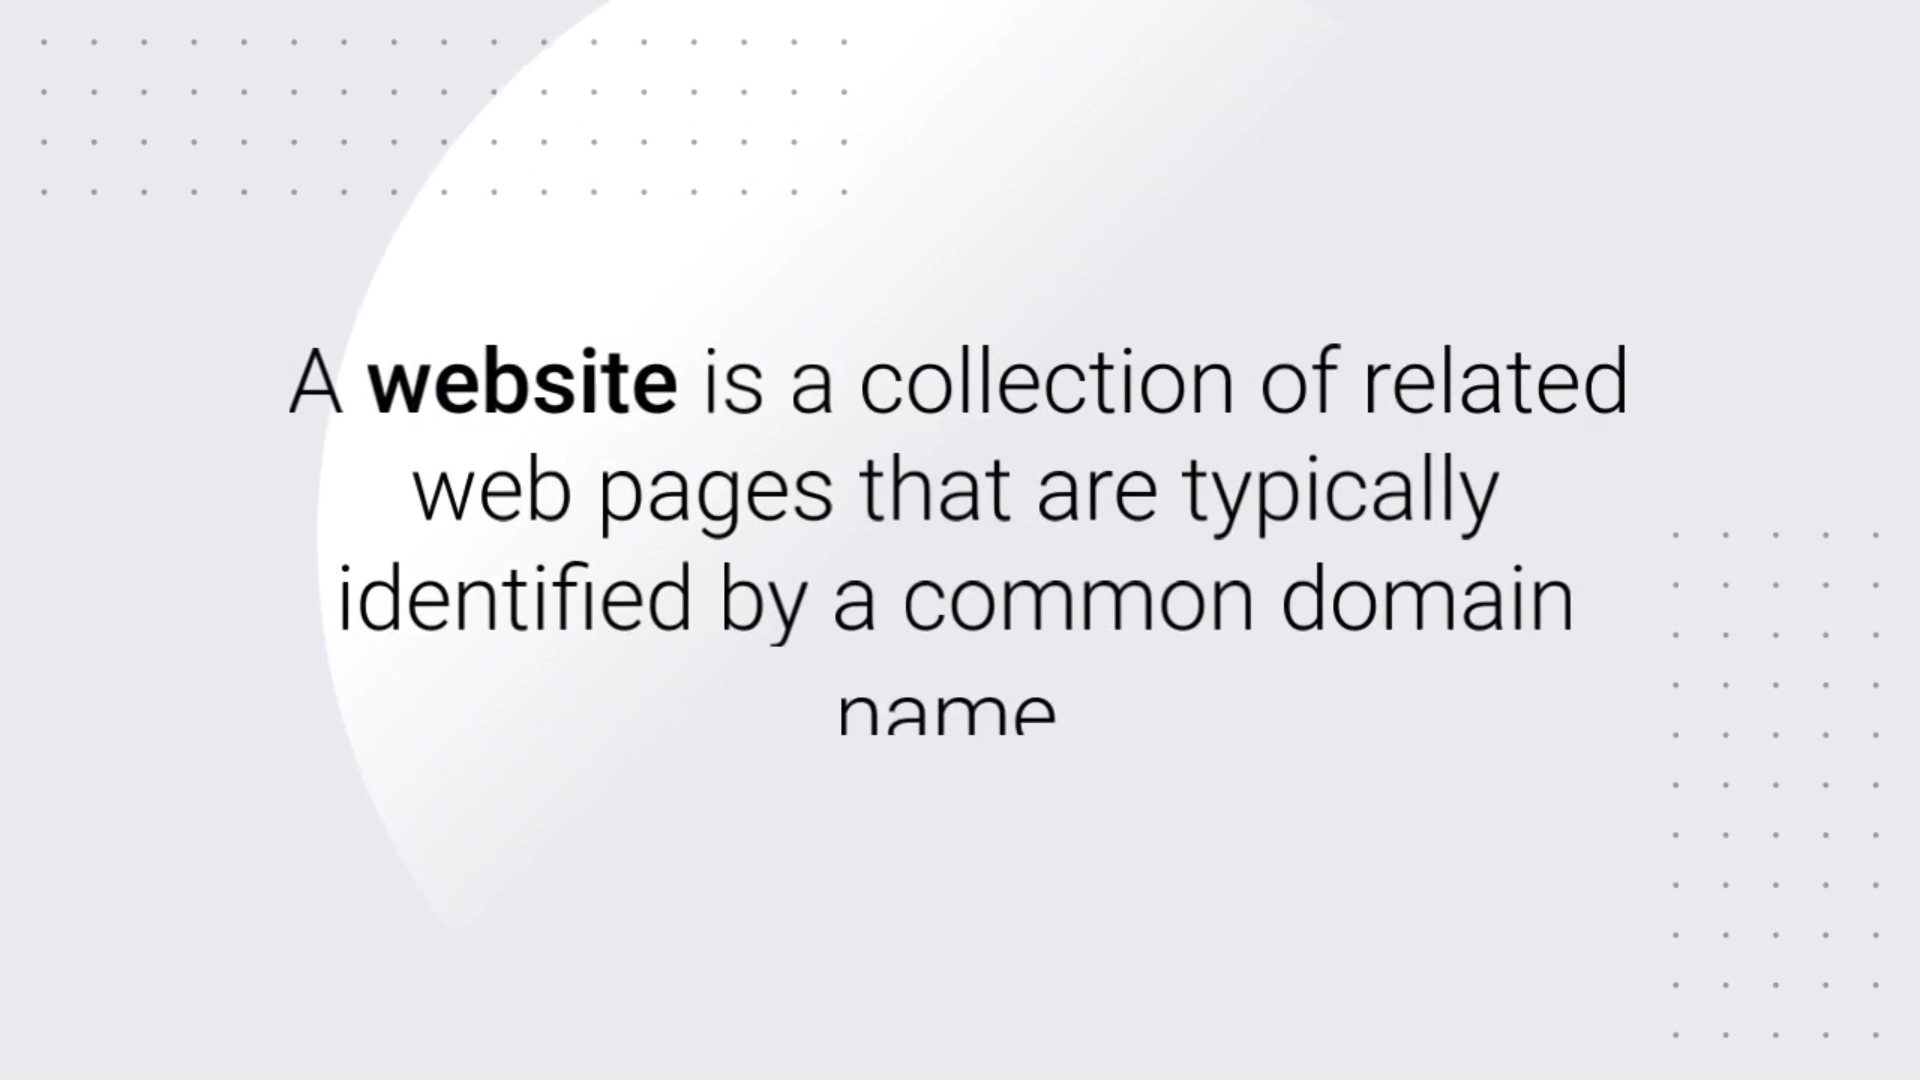 A website is a collection of related
web pages that are typically
identified by a common domain
name